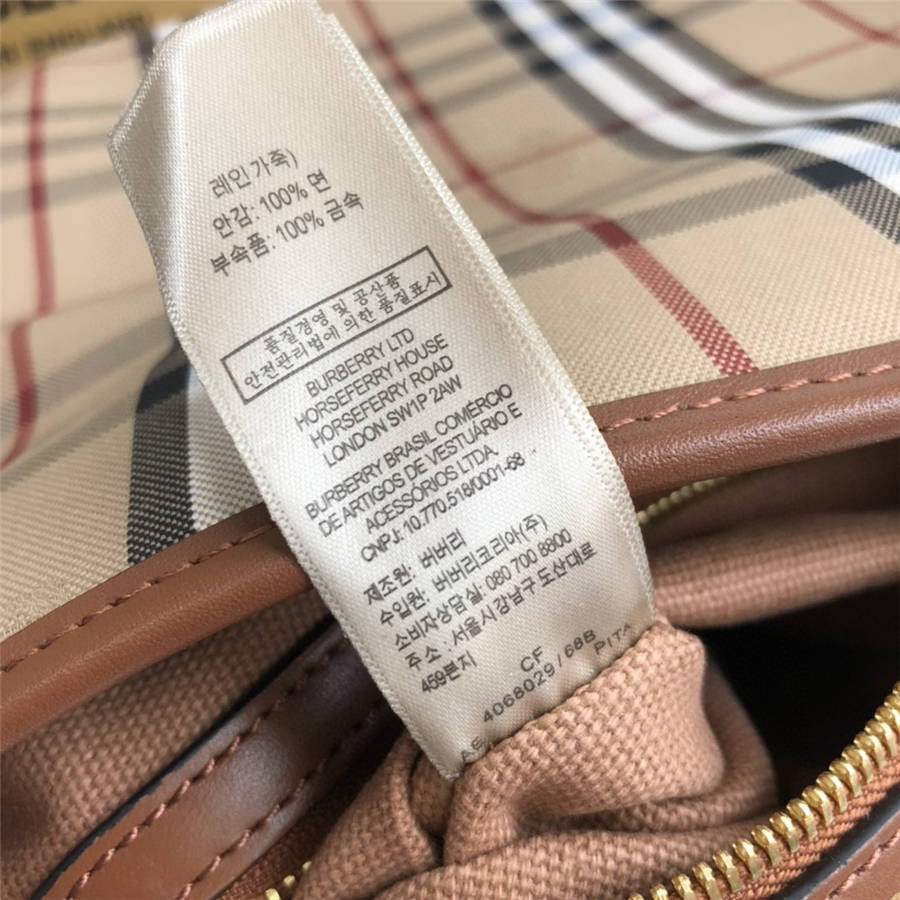 ENGLAND
레인가죽)
안감: 100% 면
부속품: 100% 금속
품질경영 및 공산품
안전관리법에 의한 품질표시
BURBERRY LTD
HORSEFERRY HOUSE
HORSEFERRY ROAD
LONDON SW1P 2AW
BURBERRY BRASIL COMÉRCIO
DE ARTIGOS DE VESTUÁRIO E
ACESSÓRIOS LTDA.
CNPJ: 10.770.518/0001-68
제조원: 버버리
수입원: 버버리코리아(주)
소비자상담실: 080 700 8800
주소: 서울시강남구 도산대로
459본지
CF
4068029 / 68B
PITA